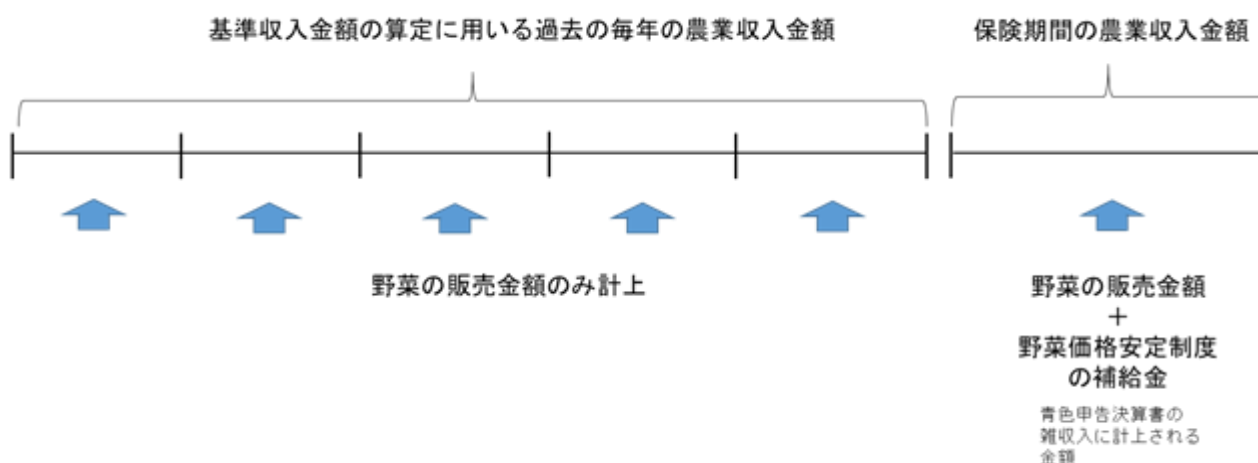 基準収入金額の算定に用いる過去の毎年の農業収入金額
保険期間の農業収入金額
野菜の販売金額のみ計上
野菜の販売金額
＋
野菜価格安定制度
の補給金
青色申告決算書の
雑収入に計上される
金額